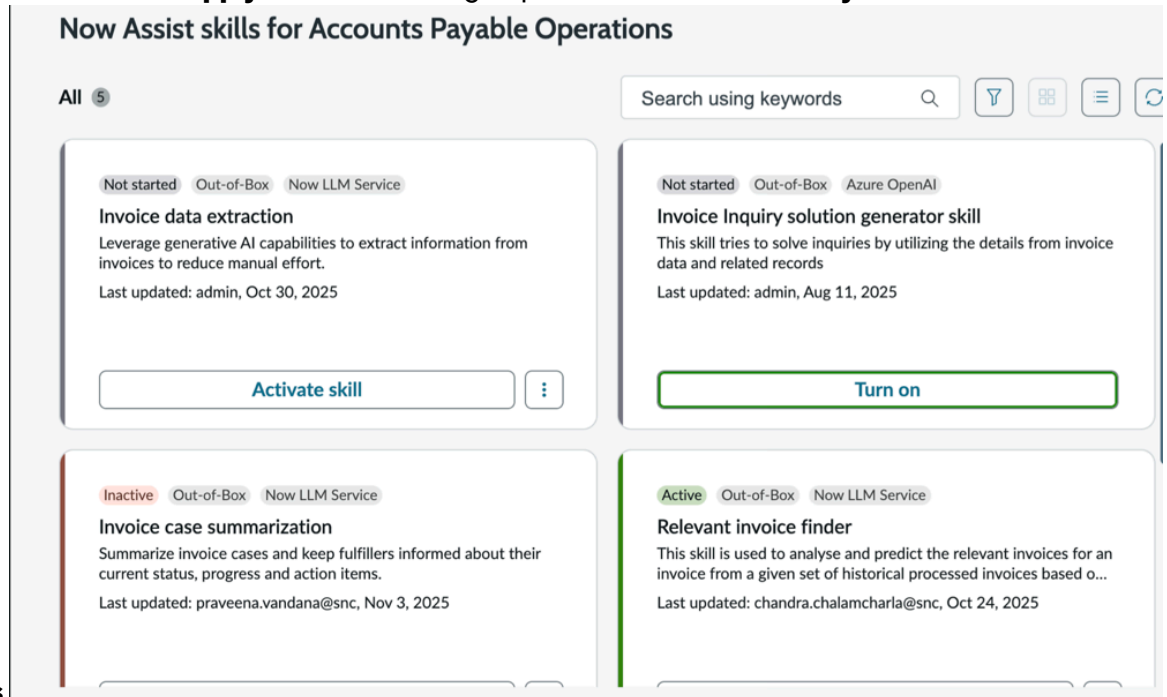 Now Assist skills for Accounts Payable Operations
All 5
Search using keywords
Not started Out-of-Box Now LLM Service
Invoice data extraction
Leverage generative AI capabilities to extract information from
invoices to reduce manual effort.
Last updated: admin, Oct 30, 2025
Activate skill
Not started Out-of-Box Azure OpenAI
Invoice Inquiry solution generator skill
This skill tries to solve inquiries by utilizing the details from invoice
data and related records
Last updated: admin, Aug 11, 2025
Turn on
Inactive Out-of-Box Now LLM Service
Invoice case summarization
Summarize invoice cases and keep fulfillers informed about their
current status, progress and action items.
Last updated: praveena.vandana@snc, Nov 3, 2025
Active Out-of-Box Now LLM Service
Relevant invoice finder
This skill is used to analyse and predict the relevant invoices for an
invoice from a given set of historical processed invoices based o...
Last updated: chandra.chalamcharla@snc, Oct 24, 2025